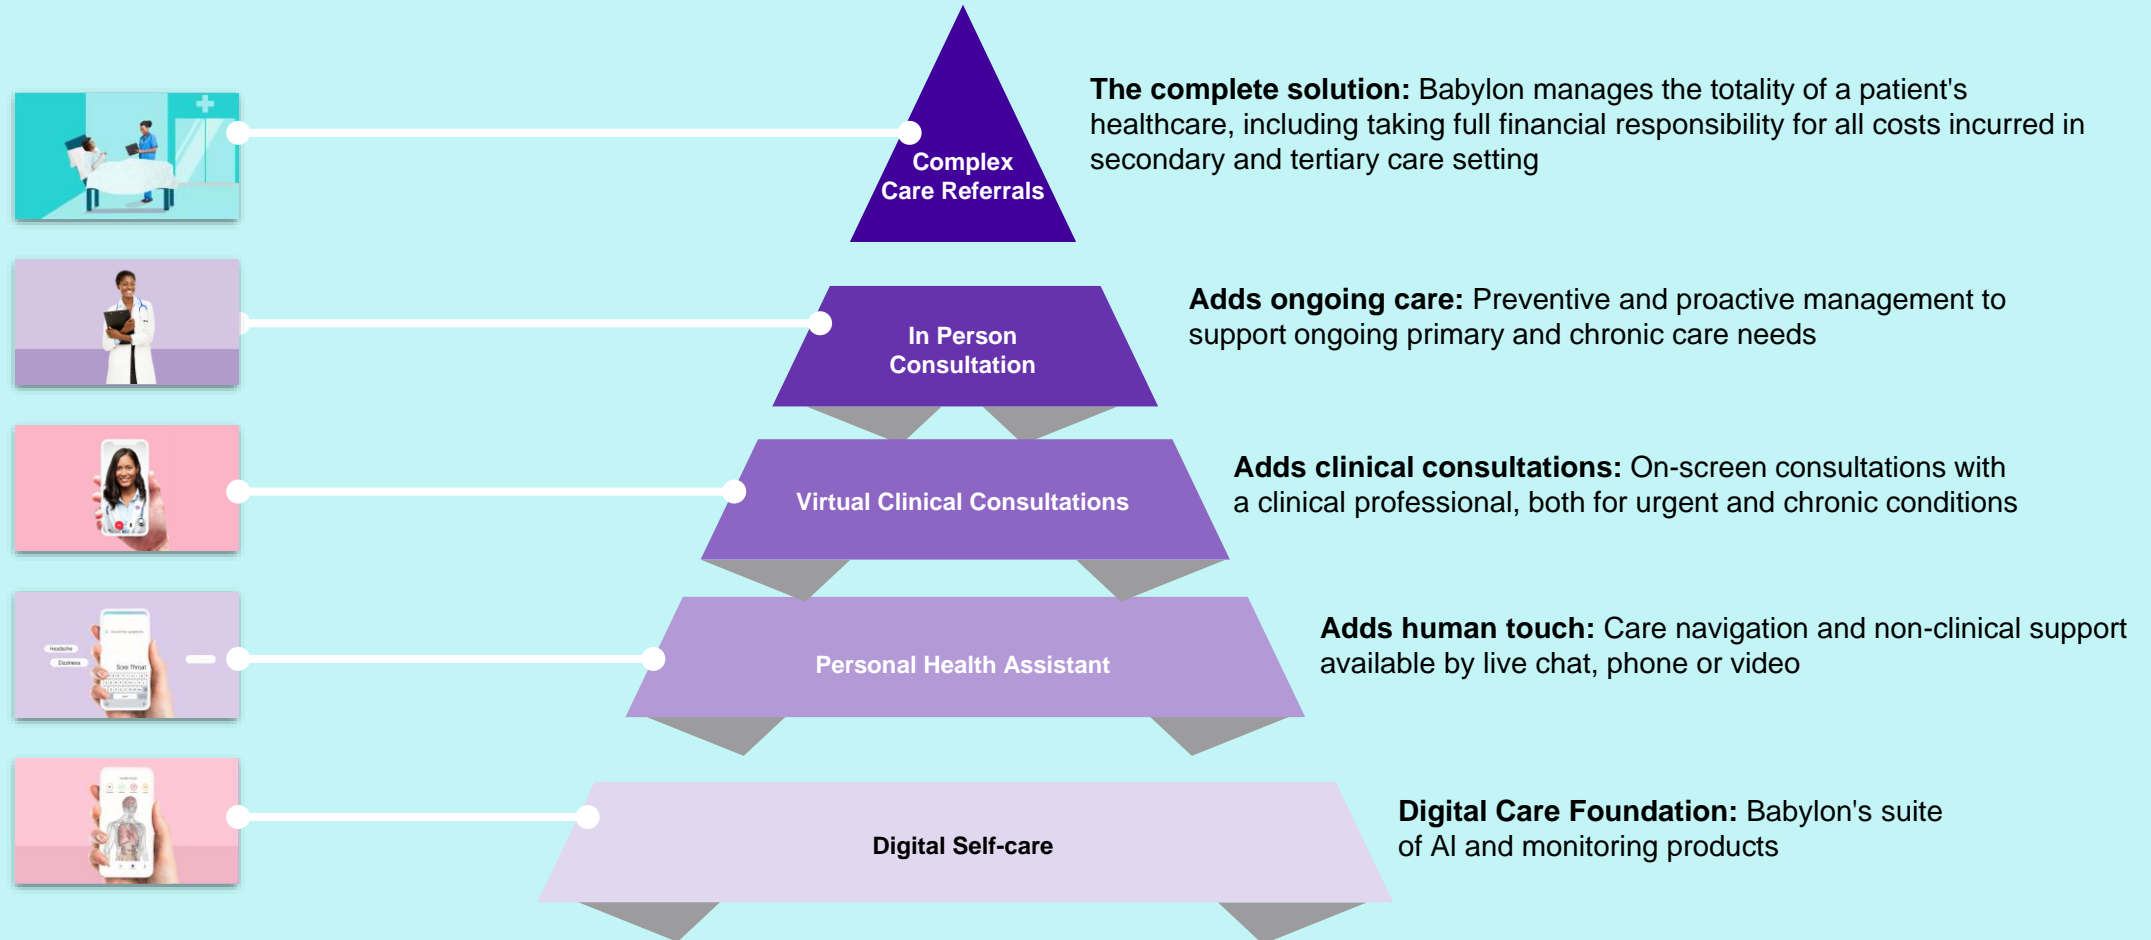 The complete solution: Babylon manages the totality of a patient's
healthcare, including taking full financial responsibility for all costs incurred in
secondary and tertiary care setting
Complex
Care Referrals
Adds ongoing care: Preventive and proactive management to
support ongoing primary and chronic care needs
In Person
Consultation
Adds clinical consultations: On-screen consultations with
a clinical professional, both for urgent and chronic conditions
Virtual Clinical Consultations
Adds human touch: Care navigation and non-clinical support
available by live chat, phone or video
Personal Health Assistant
Headache
Dizziness
Sore Throat
Digital Care Foundation: Babylon's suite
of AI and monitoring products
Digital Self-care